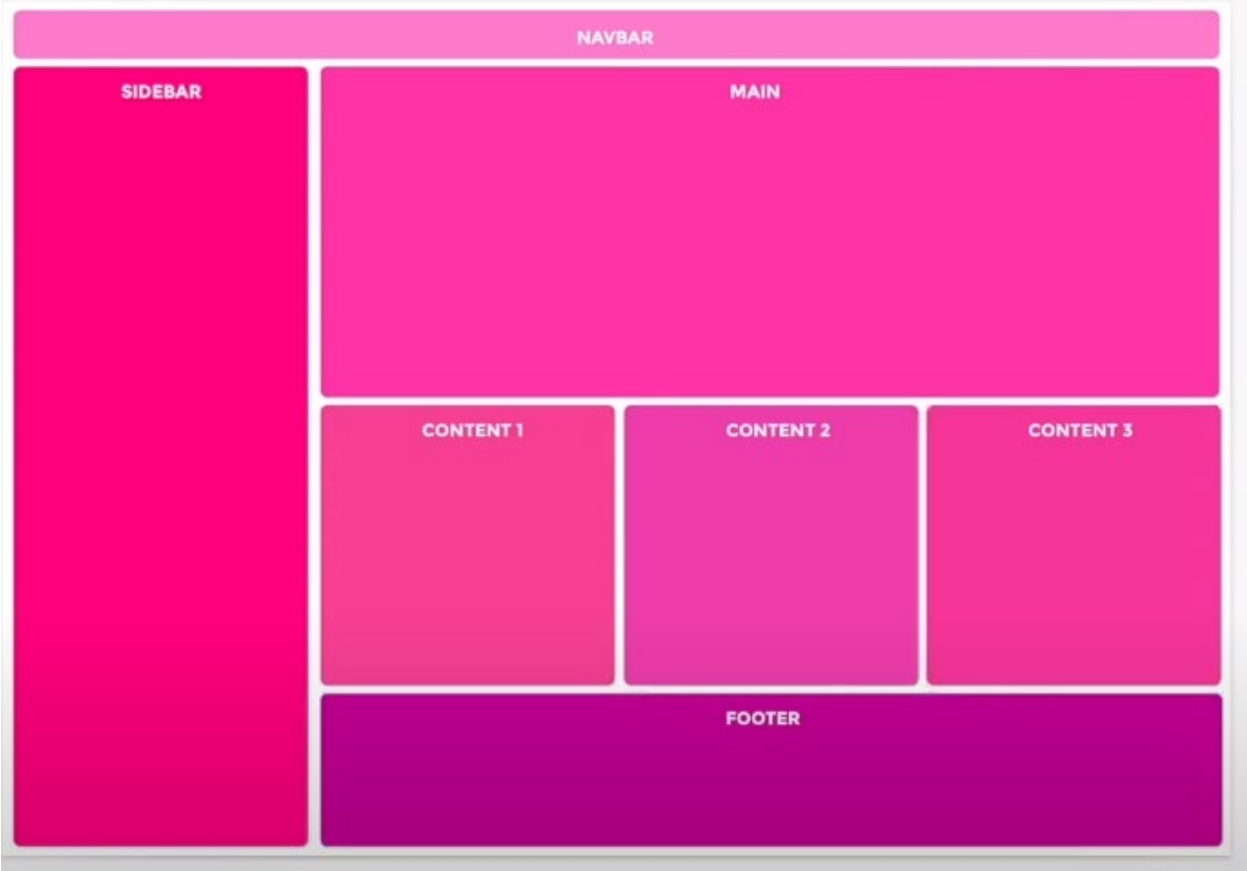 NAVBAR
SIDEBAR
MAIN
CONTENT 1
CONTENT 2
CONTENT 3
FOOTER